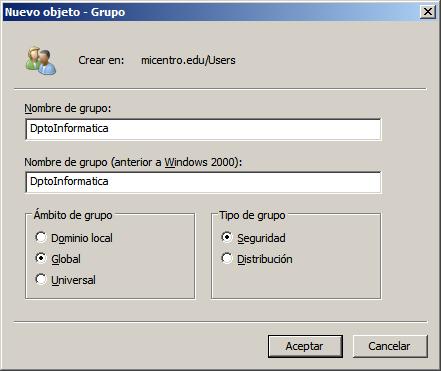 Nuevo objeto - Grupo
Crear en: micentro.edu/Users
Nombre de grupo:
DptoInformatica
Nombre de grupo (anterior a Windows 2000):
DptoInformatica
Ámbito de grupo
Dominio local
Global
Universal
Tipo de grupo
Seguridad
Distribución
Aceptar
Cancelar